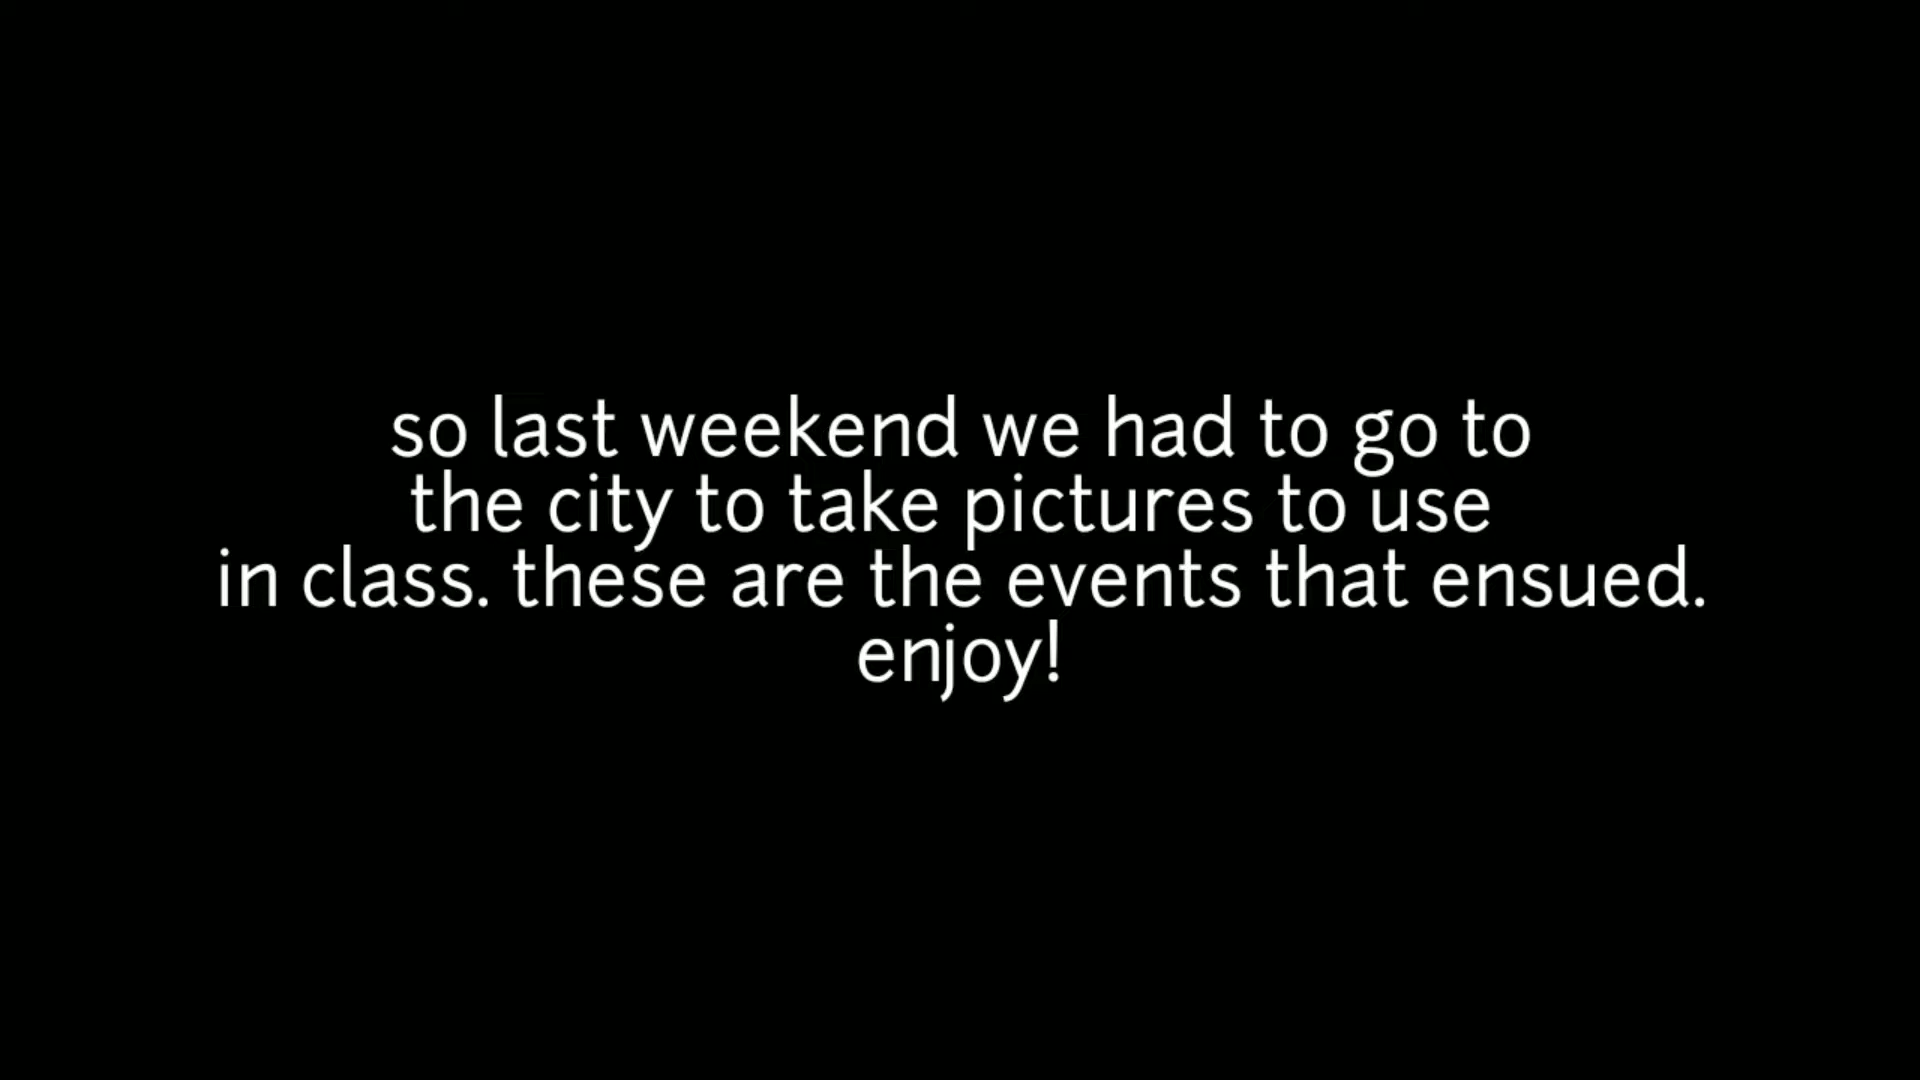 so last weekend we had to go to
the city to take pictures to use
in class. these are the events that ensued.
enjoy!